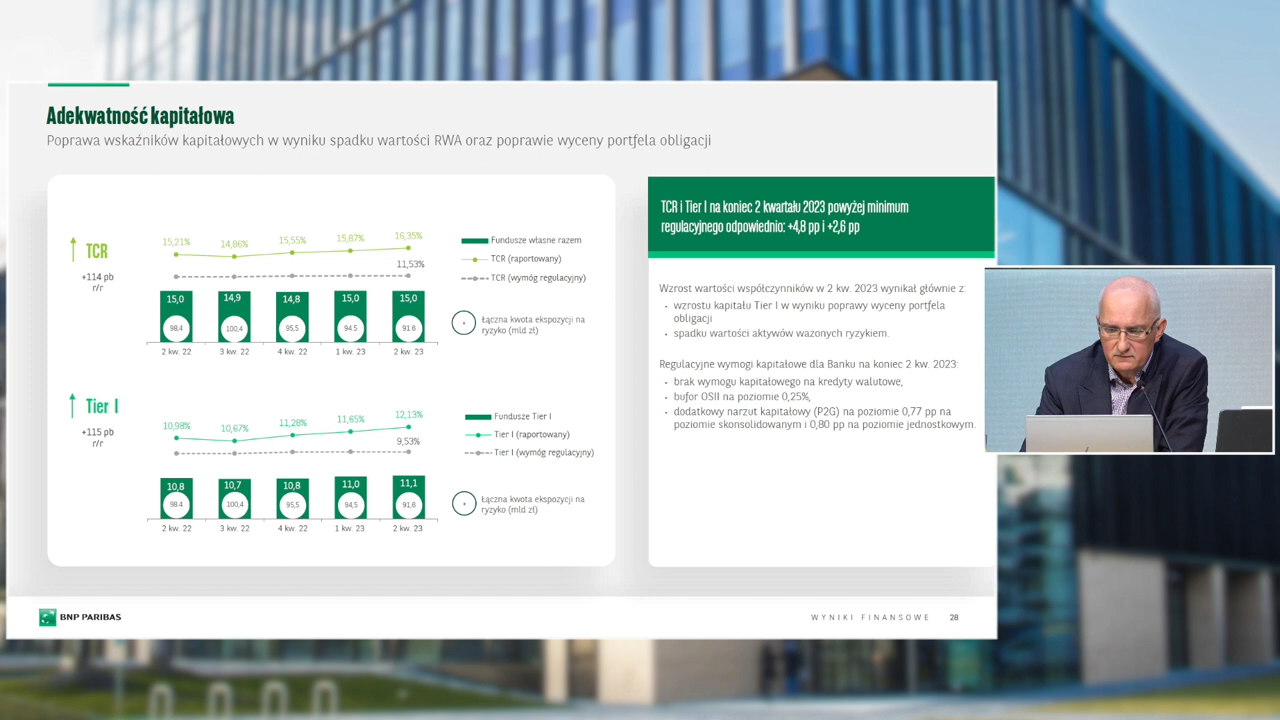 Adekwatność kapitałowa
Poprawa wskaźników kapitałowych w wyniku spadku wartości RWA oraz poprawie wyceny portfela obligacji
TCR
+114 pb
r/r
15,21%
14,86%
15,55%
15,87%
16,35%
11,53%
15,0
14,9
14,8
15,0
15,0
98,4
100,4
95,5
94,5
91,6
2 kw. 22
3 kw. 22
4 kw. 22
1 kw. 23
2 kw. 23
Fundusze własne razem
TCR (raportowany)
TCR (wymóg regulacyjny)
Łączna kwota ekspozycji na
ryzyko (mld zł)
Tier I
+115 pb
r/r
10,98%
10,67%
11,28%
11,65%
12,13%
9,53%
10,8
10,7
10,8
11,0
11,1
98,4
100,4
95,5
94,5
91,6
2 kw. 22
3 kw. 22
4 kw. 22
1 kw. 23
2 kw. 23
Fundusze Tier I
Tier I (raportowany)
Tier I (wymóg regulacyjny)
Łączna kwota ekspozycji na
ryzyko (mld zł)
TCR i Tier I na koniec 2 kwartału 2023 powyżej minimum
regulacyjnego odpowiednio: +4,8 pp i +2,6 pp
Wzrost wartości współczynników w 2 kw. 2023 wynikał głównie z:
• wzrostu kapitału Tier I w wyniku poprawy wyceny portfela
obligacji
• spadku wartości aktywów ważonych ryzykiem.
Regulacyjne wymogi kapitałowe dla Banku na koniec 2 kw. 2023:
• brak wymogu kapitałowego na kredyty walutowe,
• bufor OSII na poziomie 0,25%,
• dodatkowy narzut kapitałowy (P2G) na poziomie 0,77 pp na
poziomie skonsolidowanym i 0,80 pp na poziomie jednostkowym.
BNP PARIBAS
WYNIKI FINANSOWE 28